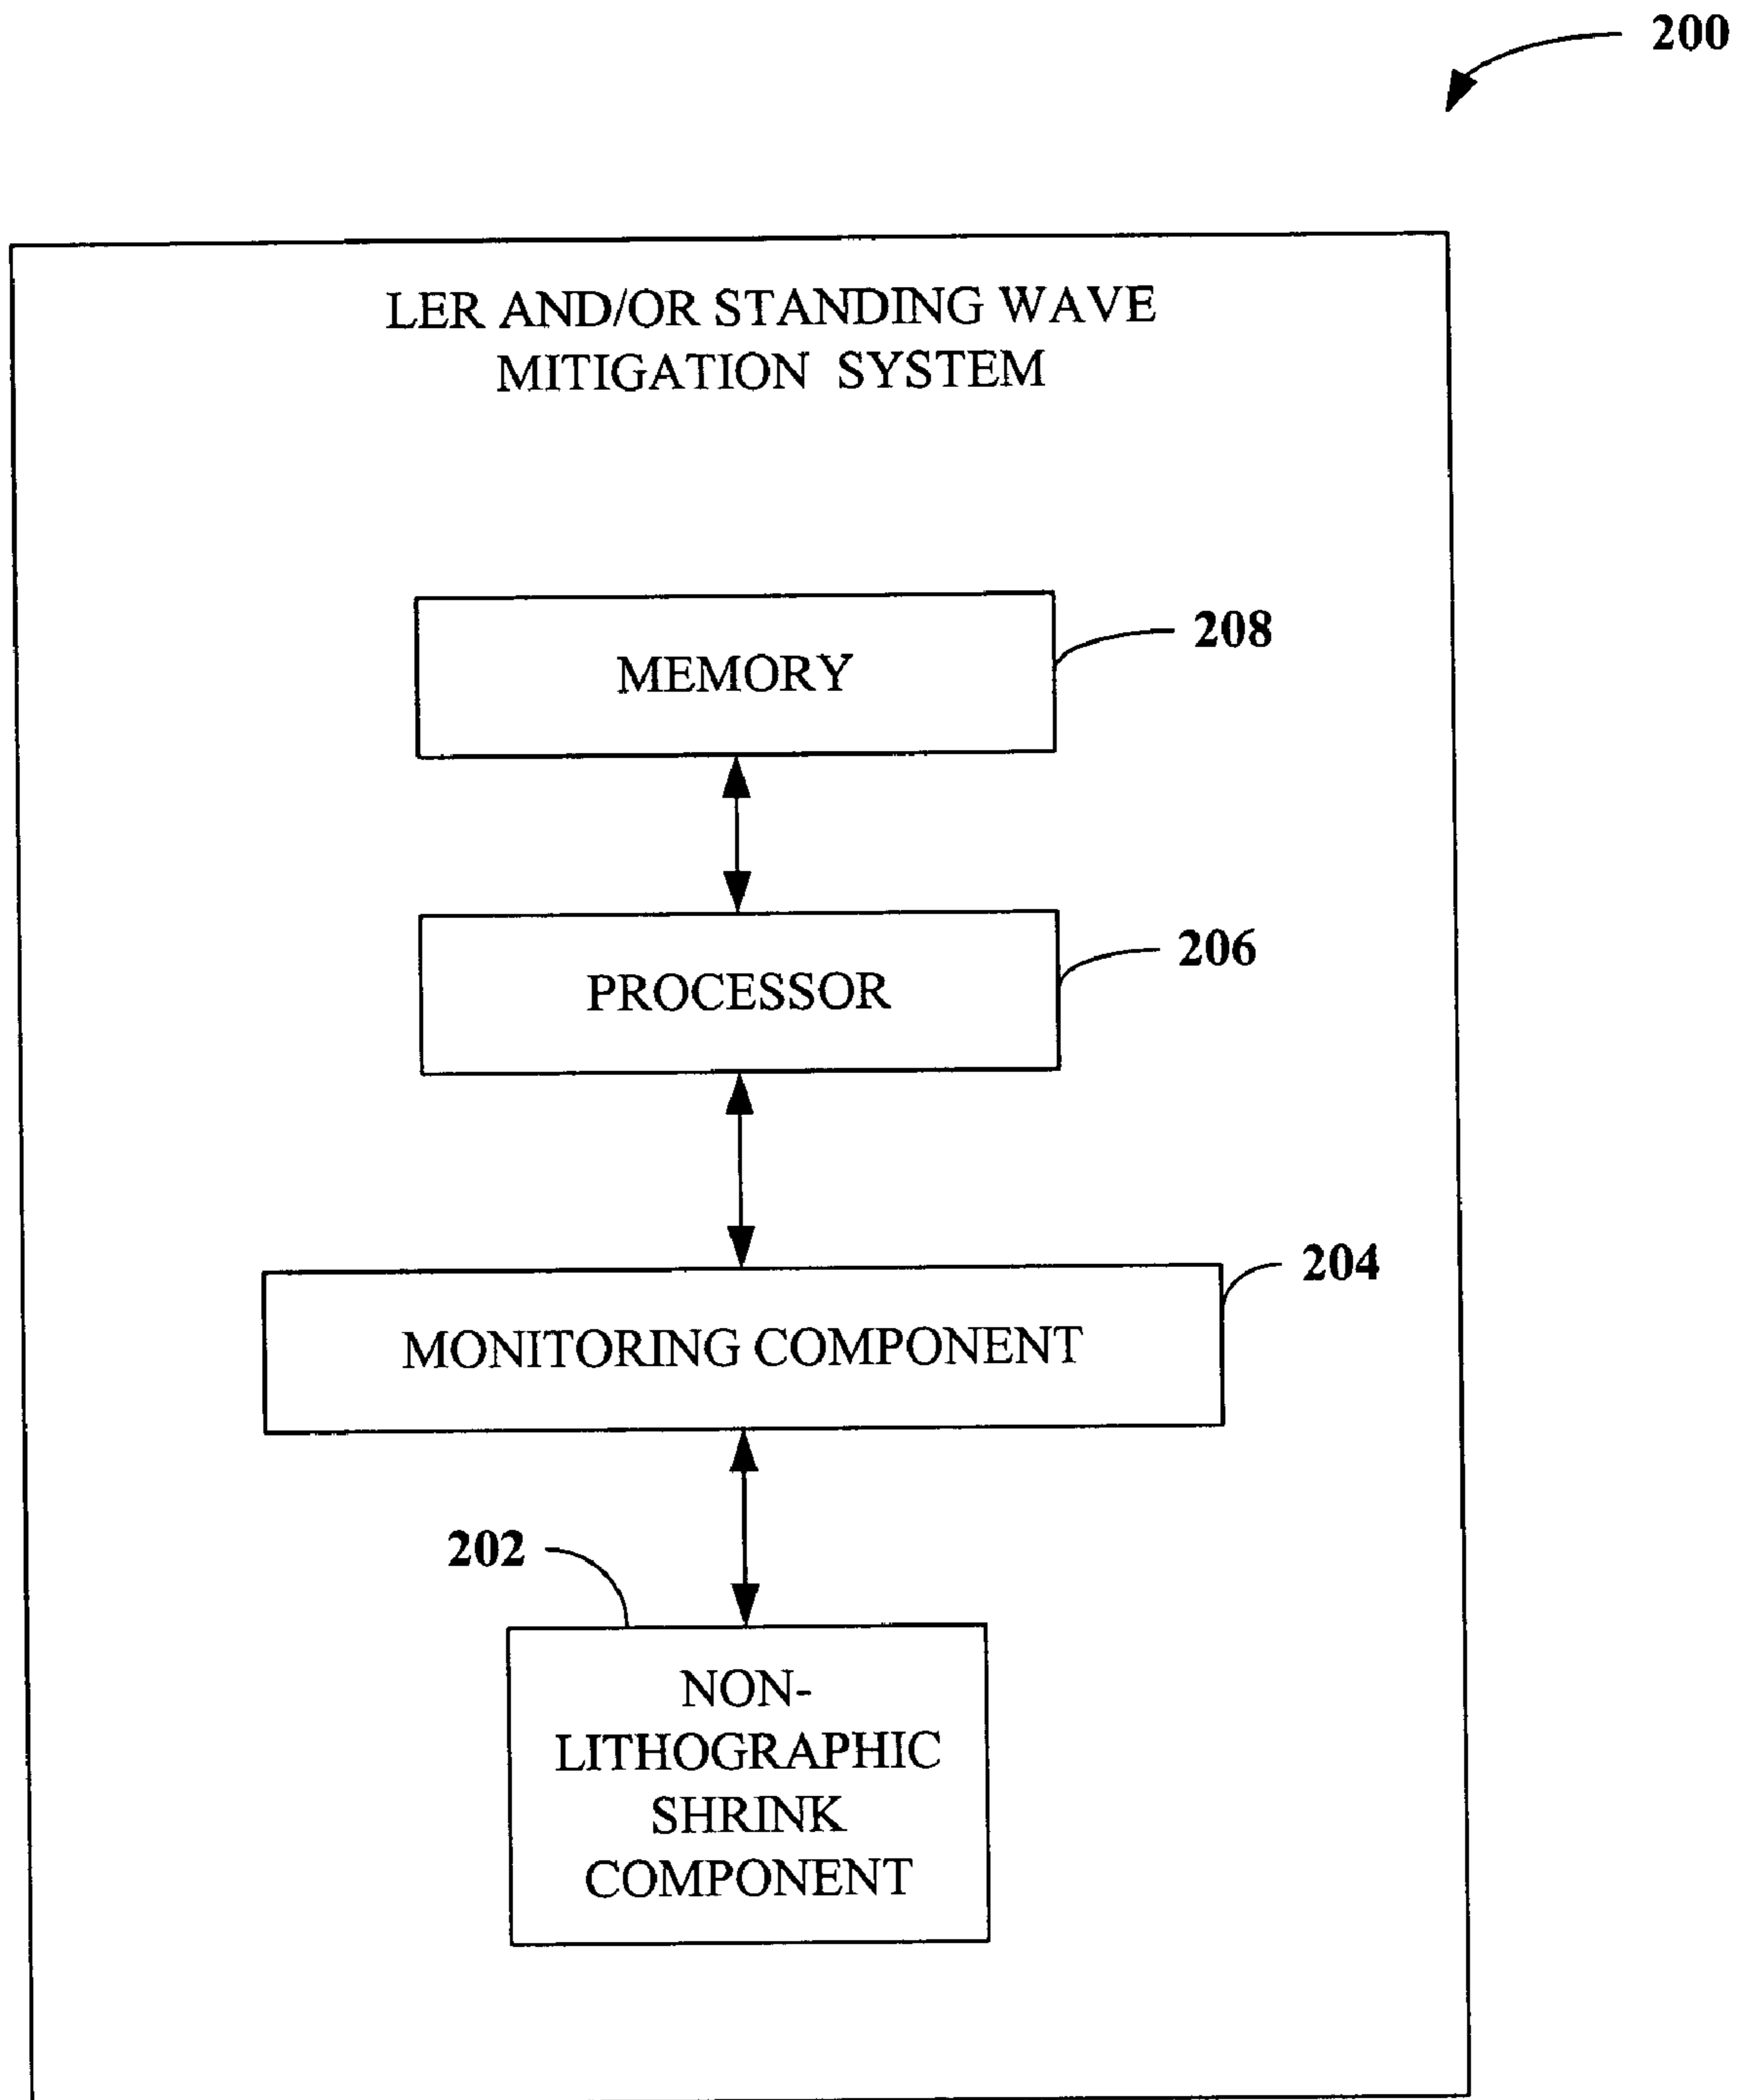 200
LER AND/OR STANDING WAVE
MITIGATION SYSTEM
MEMORY
208
PROCESSOR
206
MONITORING COMPONENT
204
202
NON-
LITHOGRAPHIC
SHRINK
COMPONENT